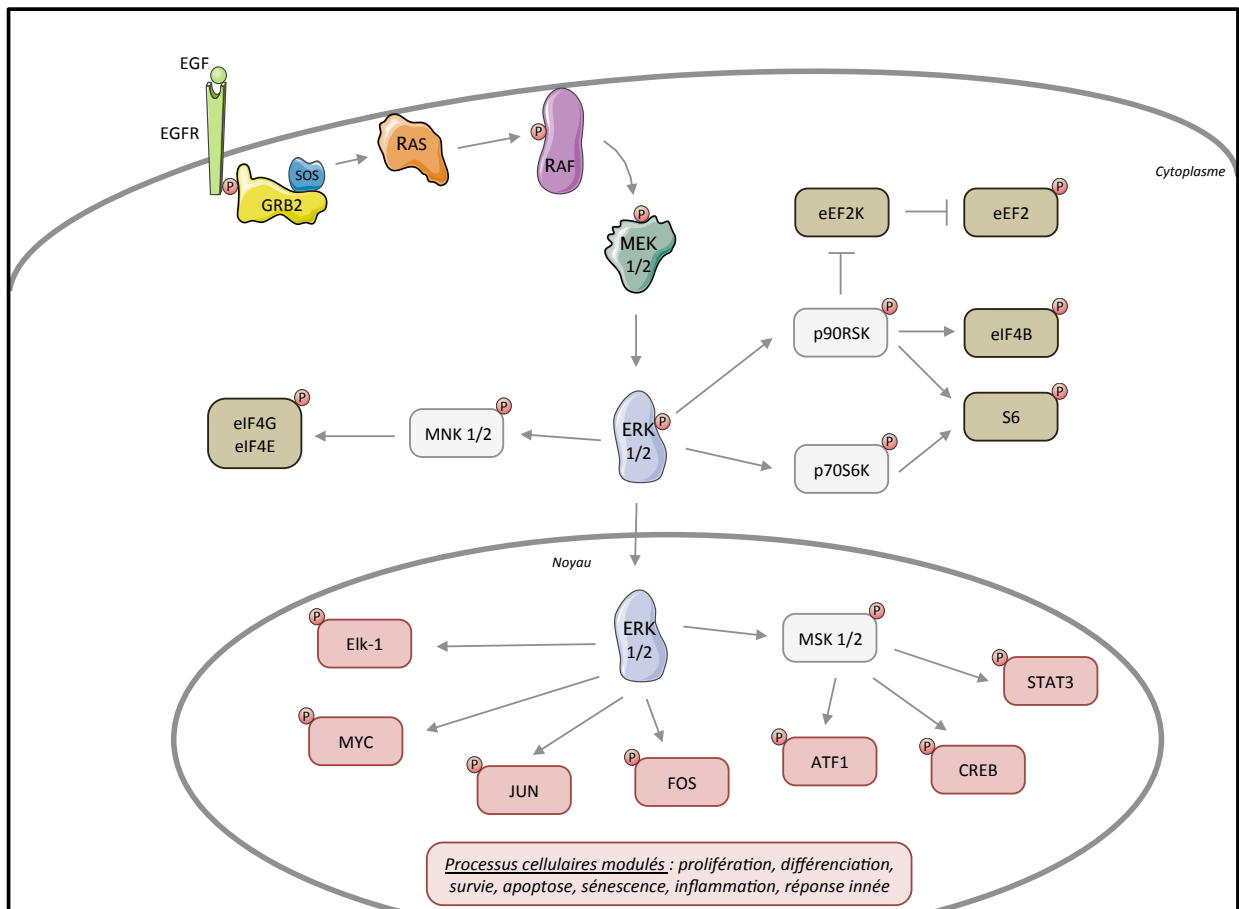 EGF
EGFR
P
GRB2
SOS
RAS
P
RAF
P
MEK
1/2
Cytoplasme
eEF2K
P
eEF2
P
p90RSK
P
eIF4B
P
eIF4G
eIF4E
P
MNK 1/2
P
ERK
1/2
P
p70S6K
P
S6
Noyau
P
Elk-1
ERK
1/2
P
MSK 1/2
P
STAT3
P
MYC
P
JUN
P
FOS
P
ATF1
P
CREB
Processus cellulaires modulés : prolifération, différenciation,
survie, apoptose, sénescence, inflammation, réponse innée